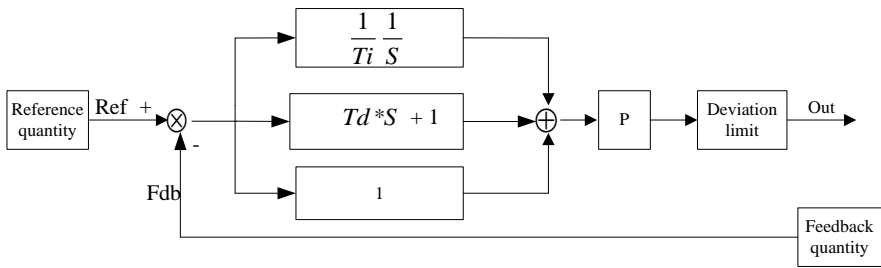 1 1
Ti S
Reference
quantity
Ref +
-
Fdb
Td *S + 1
1
P
Deviation
limit
Out
Feedback
quantity